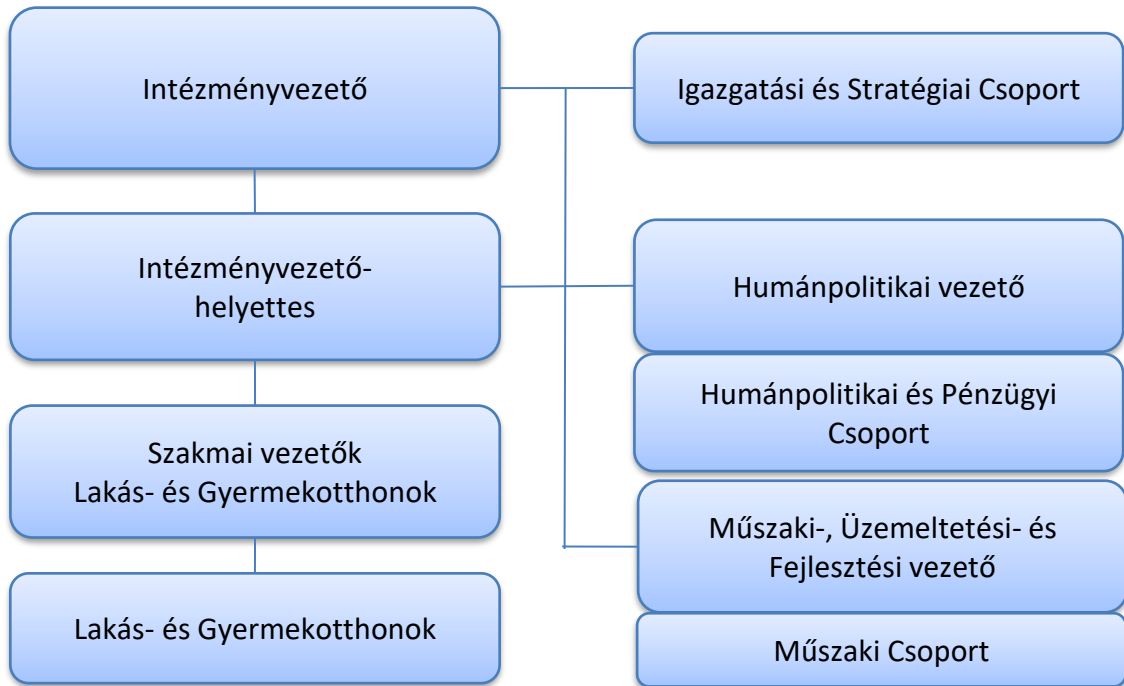 Intézményvezető
Igazgatási és Stratégiai Csoport
Intézményvezető-
helyettes
Humánpolitikai vezető
Humánpolitikai és Pénzügyi
Csoport
Szakmai vezetők
Lakás- és Gyermekotthonok
Műszaki-, Üzemeltetési- és
Fejlesztési vezető
Lakás- és Gyermekotthonok
Műszaki Csoport